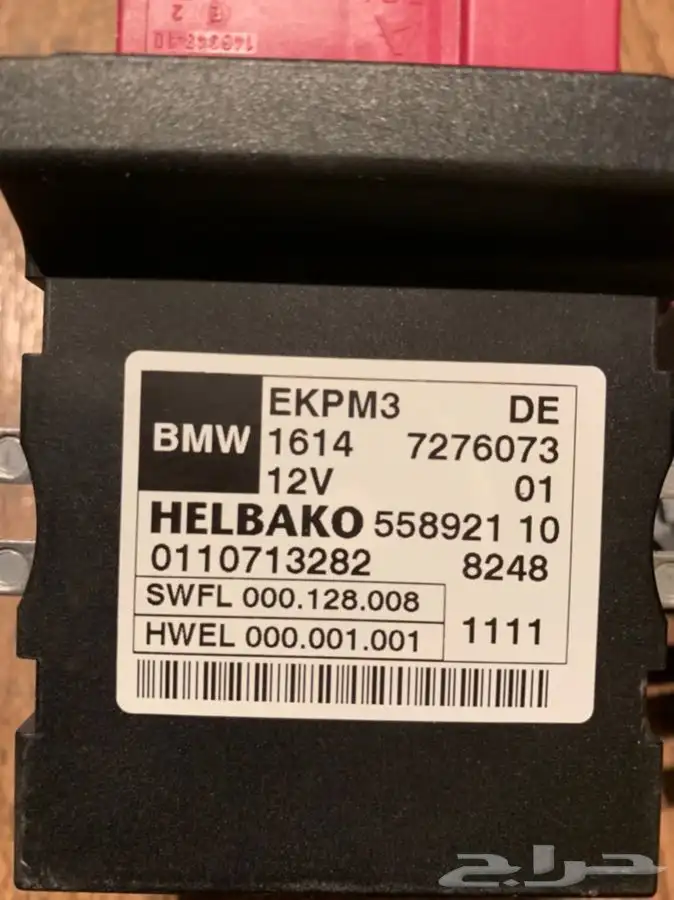 2
EKPM3 DE
BMW 1614 7276073
12V 01
HELBAKO 558921 10
0110713282 8248
SWFL 000.128.008
HWEL 000.001.001 1111
حراج